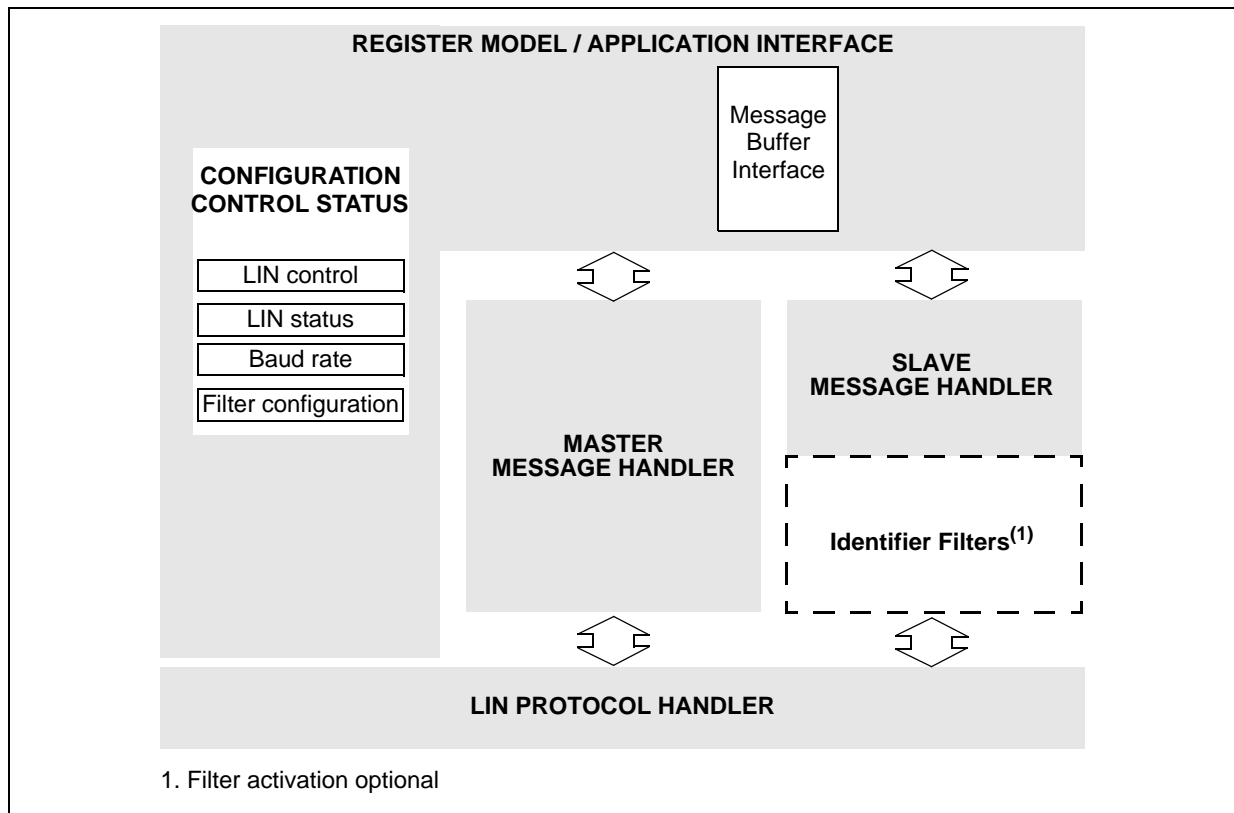 REGISTER MODEL / APPLICATION INTERFACE
Message
Buffer
Interface
CONFIGURATION
CONTROL STATUS
LIN control
LIN status
Baud rate
Filter configuration
MASTER
MESSAGE HANDLER
SLAVE
MESSAGE HANDLER
Identifier Filters(1)
LIN PROTOCOL HANDLER
1. Filter activation optional